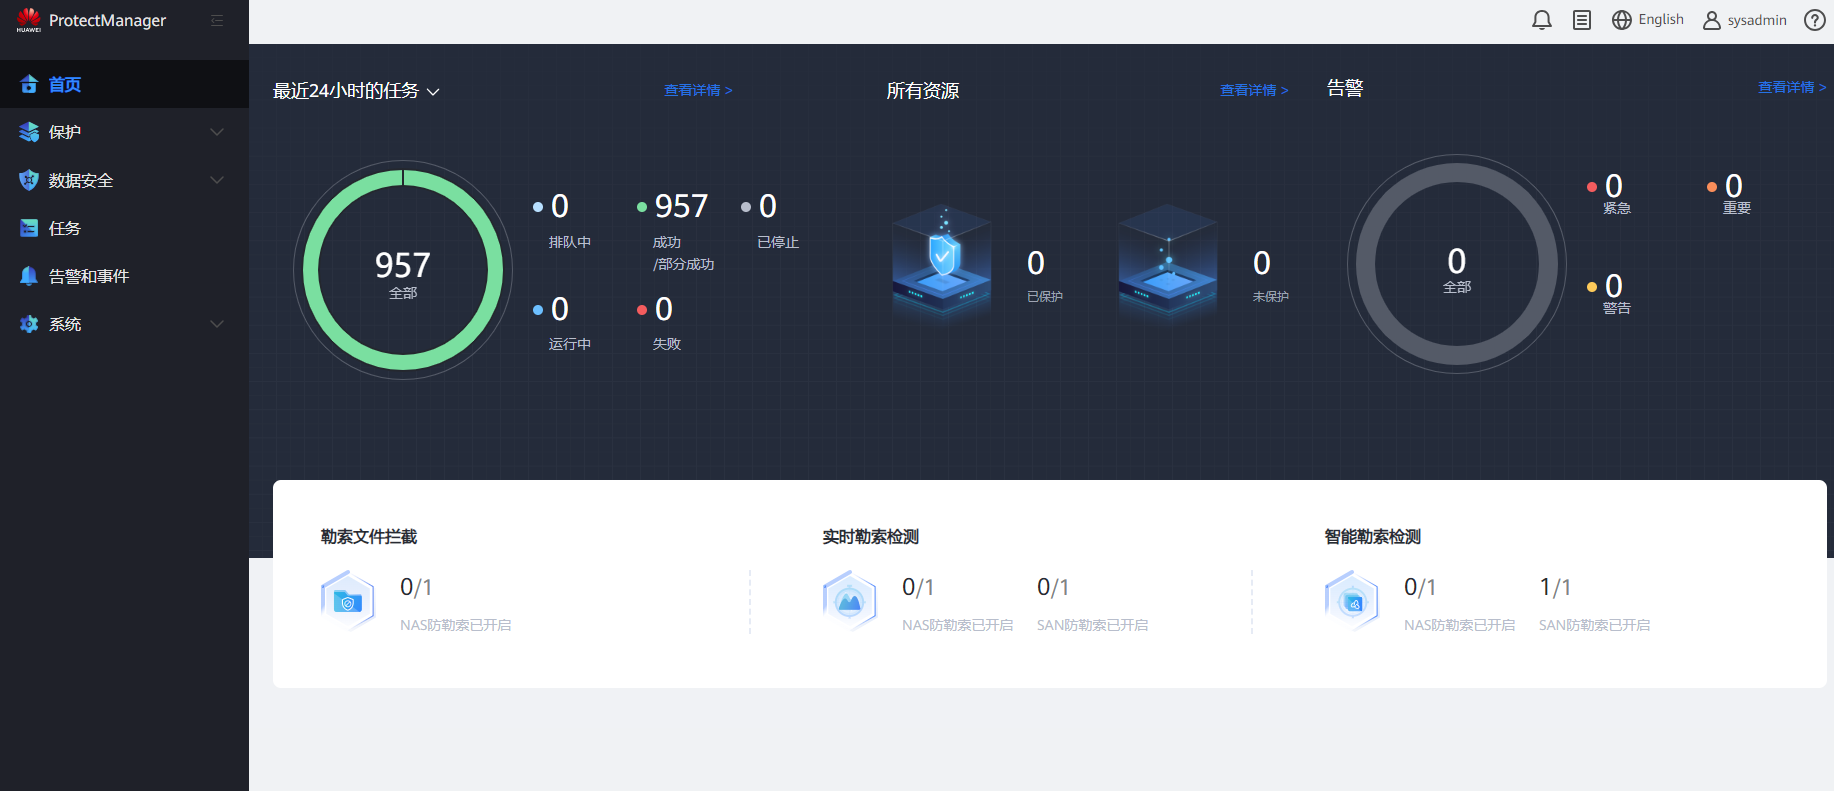 HUAWEI
ProtectManager
English
sysadmin
首页
保护
数据安全
任务
告警和事件
系统
最近24小时的任务
查看详情 >
957
全部
0
排队中
957
成功
/部分成功
0
已停止
0
运行中
0
失败
所有资源
查看详情 >
0
已保护
0
未保护
告警
查看详情 >
0
全部
0
紧急
0
重要
0
警告
勒索文件拦截
0/1
NAS防勒索已开启
实时勒索检测
0/1
NAS防勒索已开启
0/1
SAN防勒索已开启
智能勒索检测
0/1
NAS防勒索已开启
1/1
SAN防勒索已开启